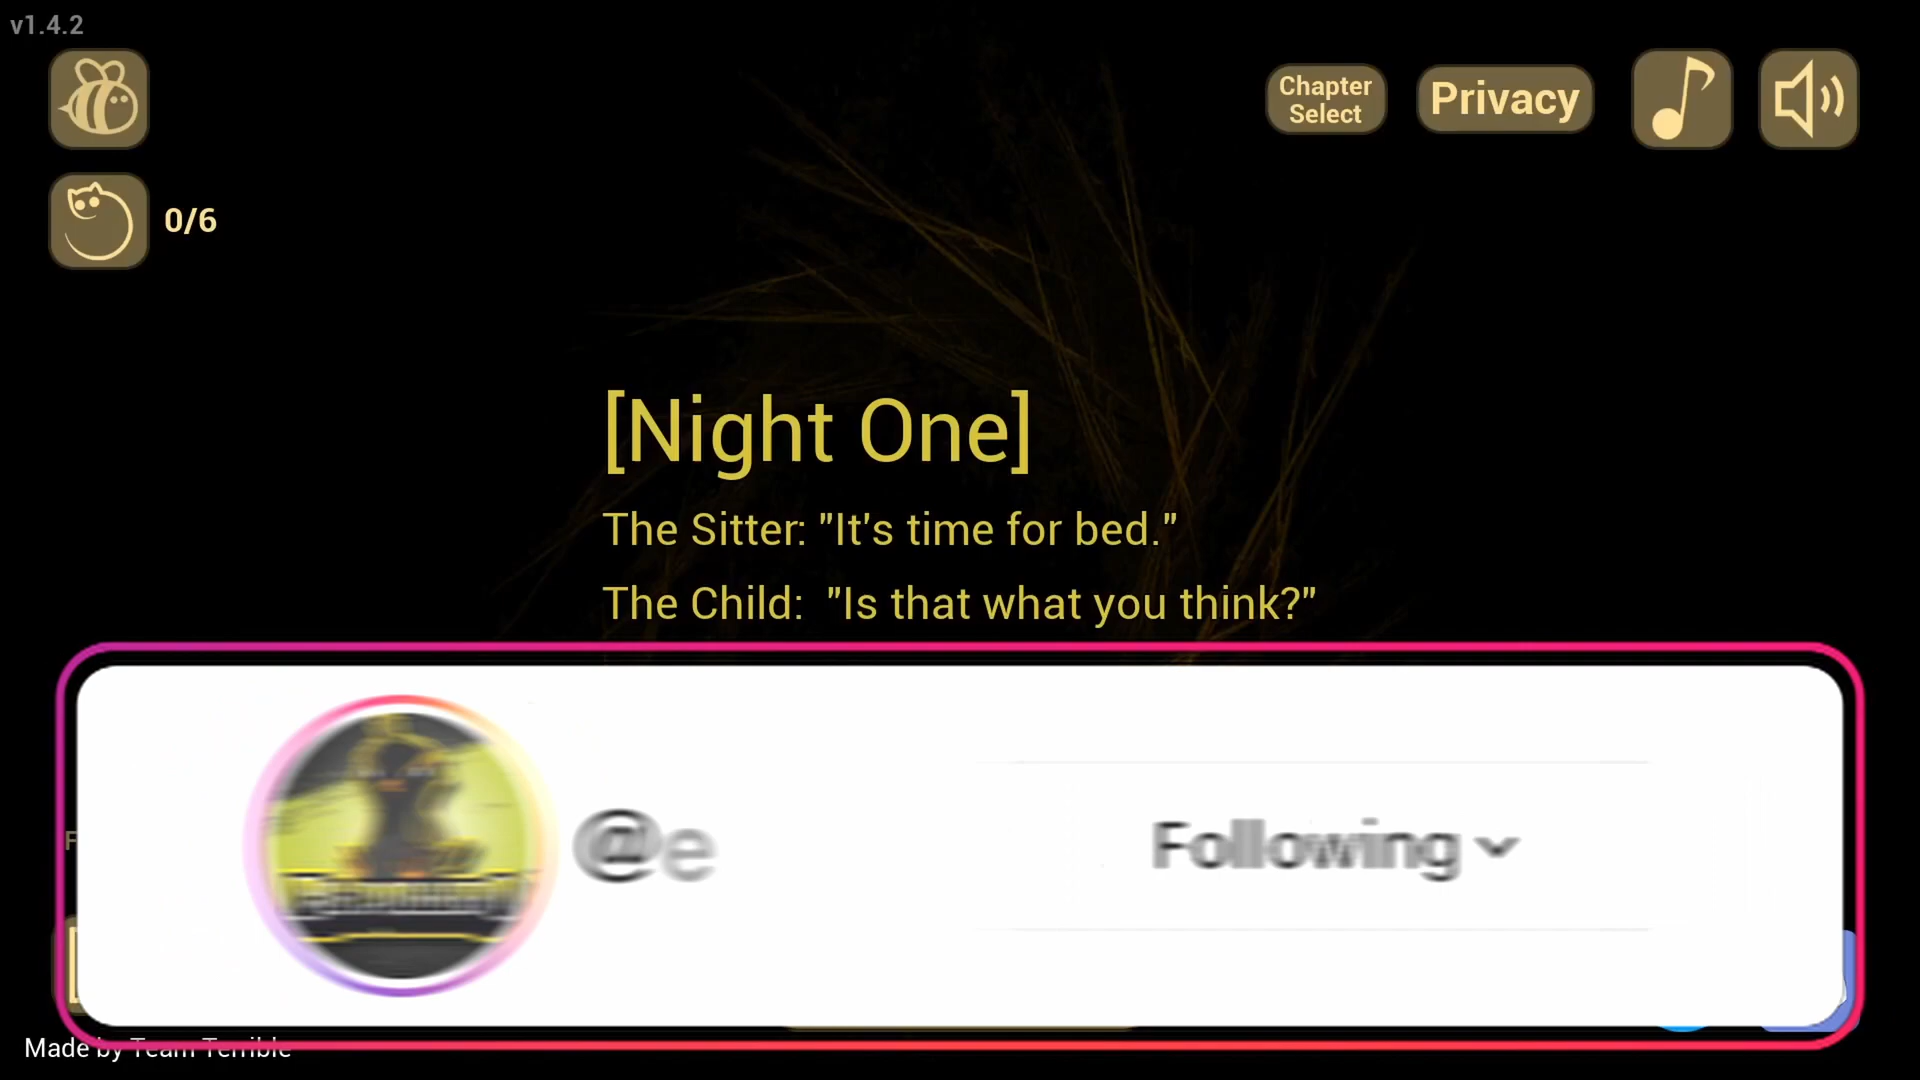 v1.4.2
Chapter
Select
Privacy
0/6
[Night One]
The Sitter: "It's time for bed."
The Child:  "Is that what you think?"
F
@e
Following
Made by Team Terrible